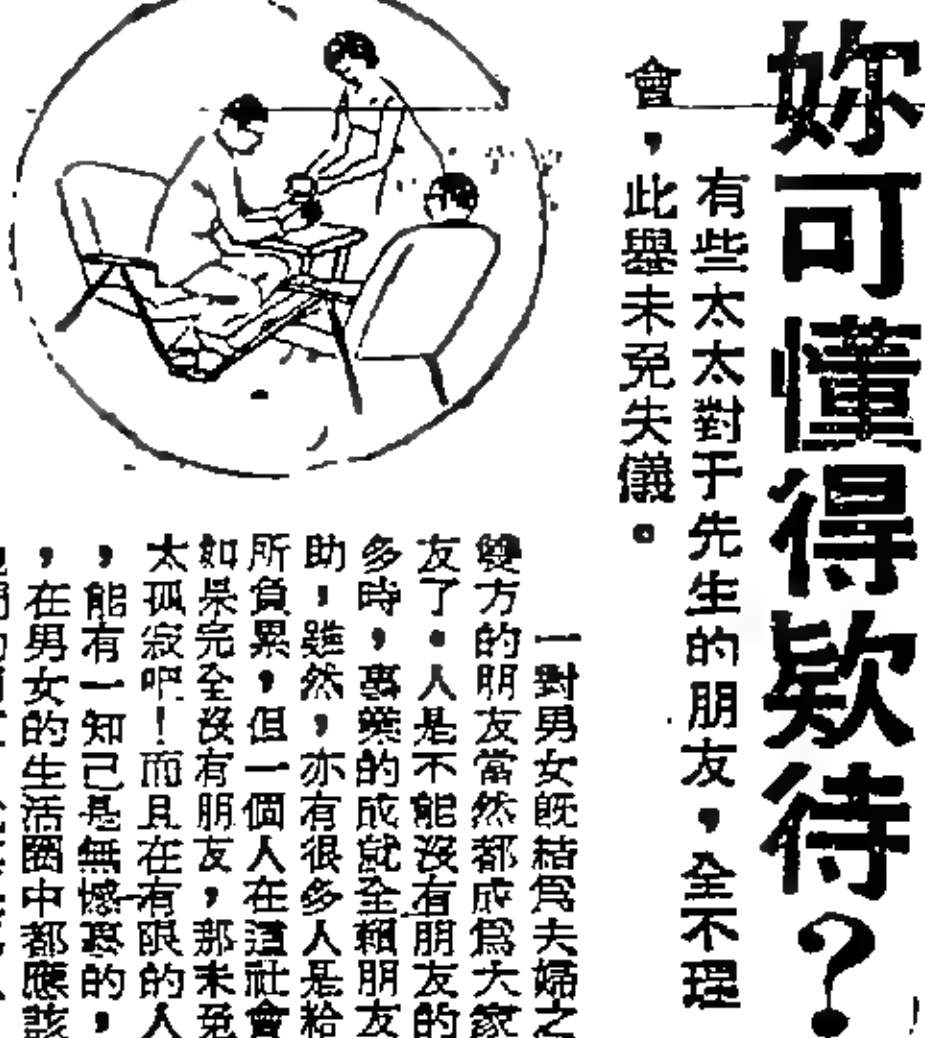 妳可懂得欵待?
有些太太對于先生的朋友,全不理
會,此舉未免失儀。
一對男女旣結爲夫婦之
雙方的朋友當然都成爲大家
友了。人是不能沒有朋友的
多時,事業的成就全賴朋友
助。雖然,亦有很多人是給
所負累,但一個人在這社會
如果完全沒有朋友,那未免
太孤寂吧!而且在有限的人
,能有一知己是無憾事的,
,在男女的生活圈中都應該